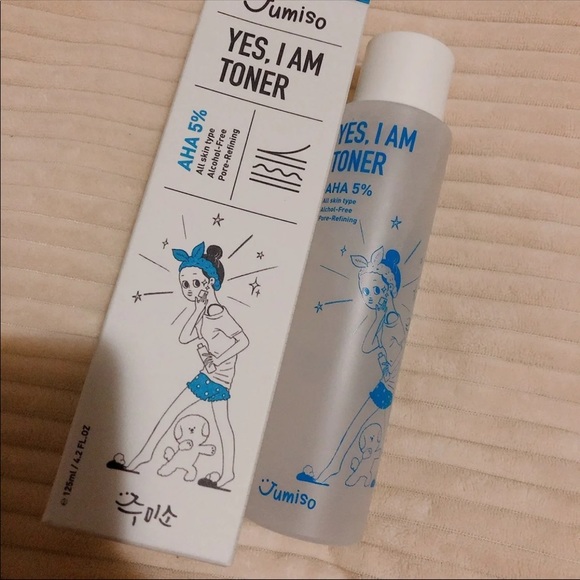 Jumiso
YES, I AM
TONER
AHA 5%
All skin type
Alcohol-Free
Pore-Refining
℮ 125ml / 4.2 FL.OZ
주미소
YES, I AM
TONER
AHA 5%
All skin type
Alchol-Free
Pore-Refining
Jumiso